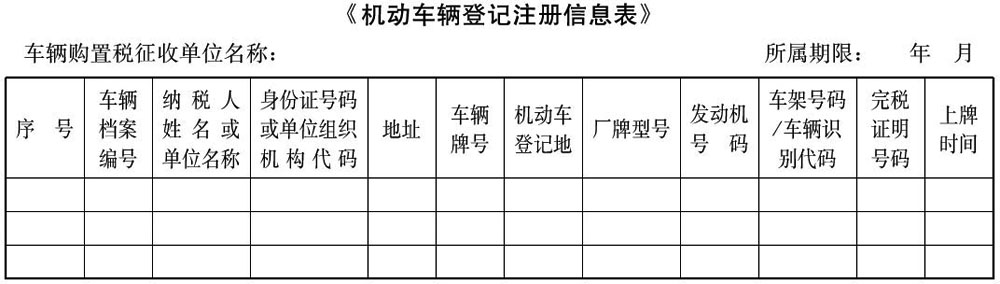 《机动车辆登记注册信息表》
车辆购置税征收单位名称： 所属期限： 年 月
序 号
车辆
档案
编号
纳 税 人
姓 名 或
单位名称
身份证号码
或单位组织
机 构 代 码
地址
车辆
牌号
机动车
登记地
厂牌型号
发动机
号 码
车架号码
/车辆识
别代码
完税
证明
号码
上牌
时间